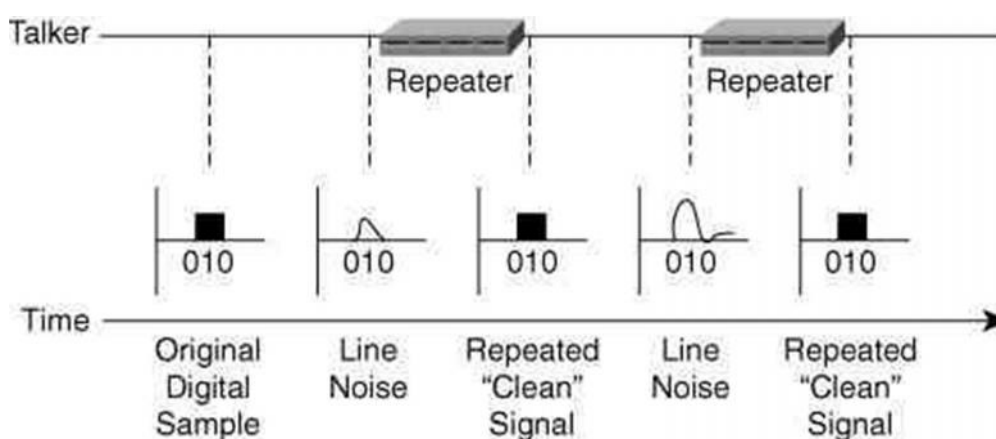 Talker
Repeater Repeater
010 010 010 010 010
Time
Original Line Repeated Line Repeated
Digital Noise “Clean” Noise “Clean”
Sample Signal Signal